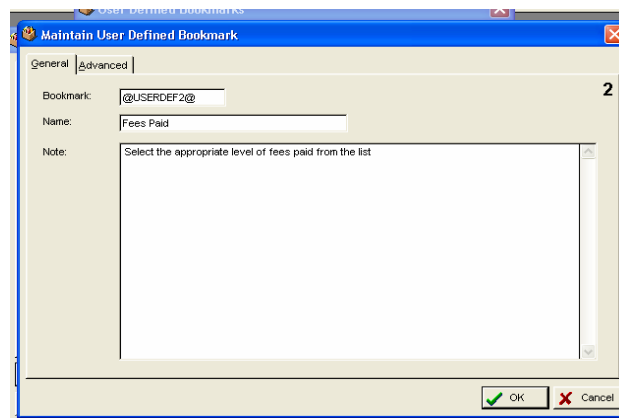 User Defined Bookmarks
Maintain User Defined Bookmark
General Advanced
Bookmark: @USERDEF2@ 2
Name: Fees Paid
Note: Select the appropriate level of fees paid from the list
OK Cancel